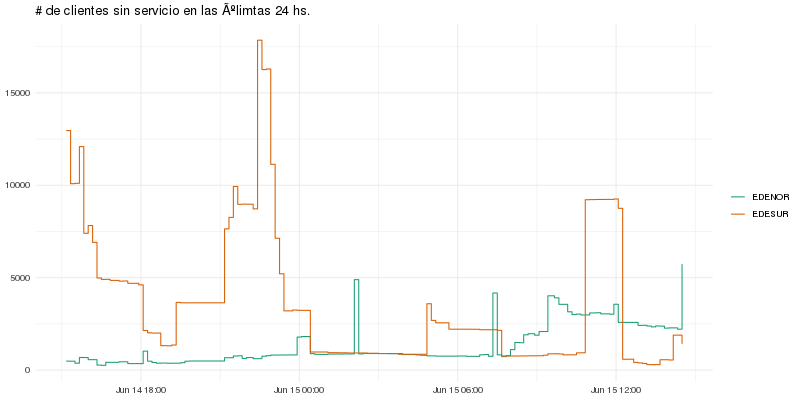 # de clientes sin servicio en las Ãºlimtas 24 hs.
15000
10000
5000
0
Jun 14 18:00
Jun 15 00:00
Jun 15 06:00
Jun 15 12:00
EDENOR
EDESUR